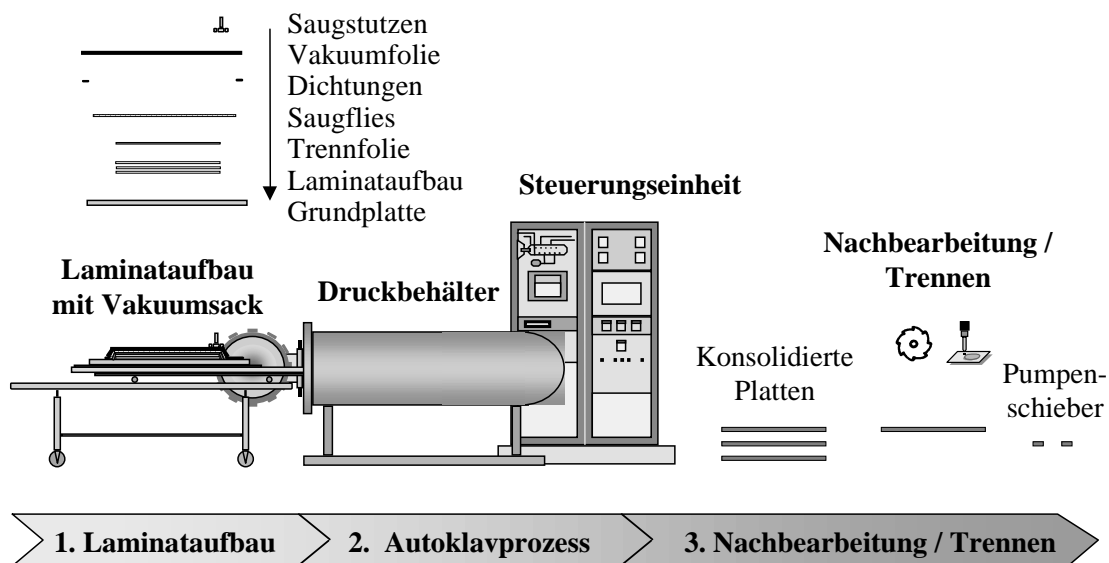 Saugstutzen
Vakuumfolie
Dichtungen
Saugflies
Trennfolie
Laminataufbau
Grundplatte
Steuerungseinheit
Laminataufbau
mit Vakuumsack
Druckbehälter
Nachbearbeitung /
Trennen
Konsolidierte
Platten
Pumpen-
schieber
1. Laminataufbau
2. Autoklavprozess
3. Nachbearbeitung / Trennen